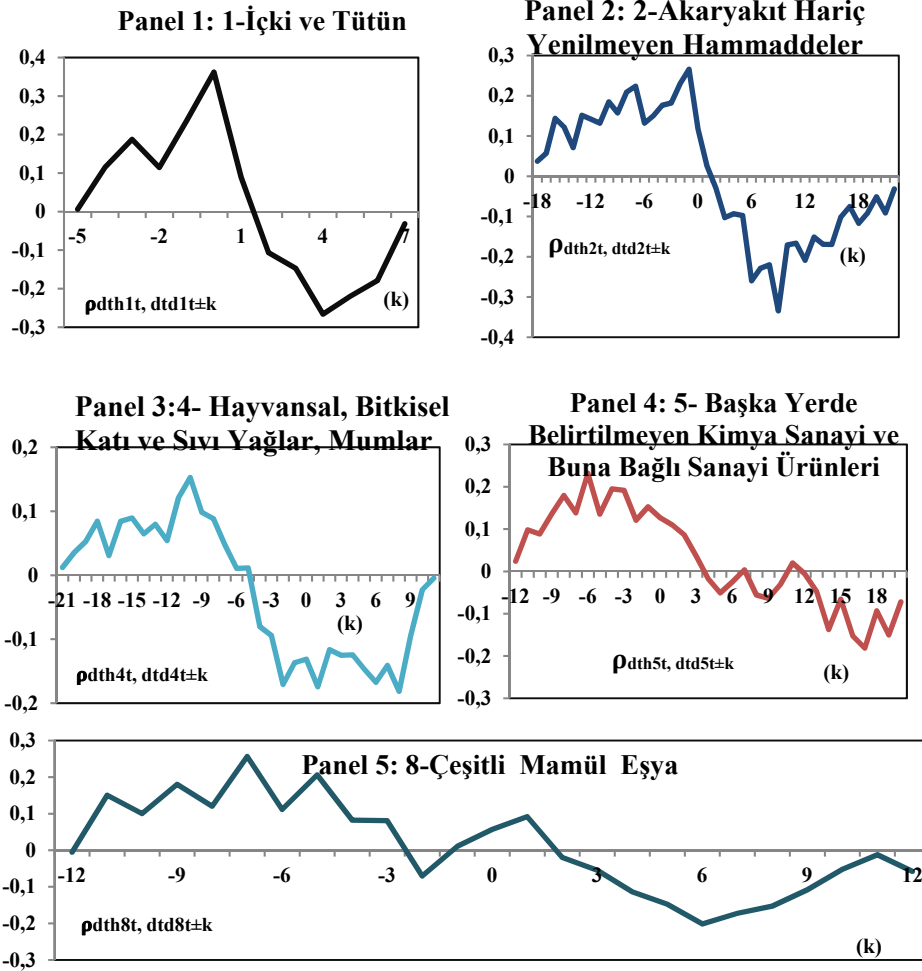 Panel 1: 1-İçki ve Tütün
0,4
0,3
0,2
0,1
0
-0,1
-0,2
-0,3
-5 -2 1 4 7
ρdth1t, dtd1t±k
(k)
Panel 2: 2-Akaryakıt Hariç
Yenilmeyen Hammaddeler
0,3
0,2
0,1
0
-0,1
-0,2
-0,3
-0,4
-18 -12 -6 0 6 12 18
ρdth2t, dtd2t±k
(k)
Panel 3:4- Hayvansal, Bitkisel
Katı ve Sıvı Yağlar, Mumlar
0,2
0,1
0
-0,1
-0,2
-21 -18 -15 -12 -9 -6 -3 0 3 6 9
(k)
ρdth4t, dtd4t±k
Panel 4: 5- Başka Yerde
Belirtilmeyen Kimya Sanayi ve
Buna Bağlı Sanayi Ürünleri
0,3
0,2
0,1
0
-0,1
-0,2
-0,3
-12 -9 -6 -3 0 3 6 9 12 15 18
ρdth5t, dtd5t±k
(k)
Panel 5: 8-Çeşitli Mamül Eşya
0,3
0,2
0,1
0
-0,1
-0,2
-0,3
-12 -9 -6 -3 0 3 6 9 12
ρdth8t, dtd8t±k
(k)